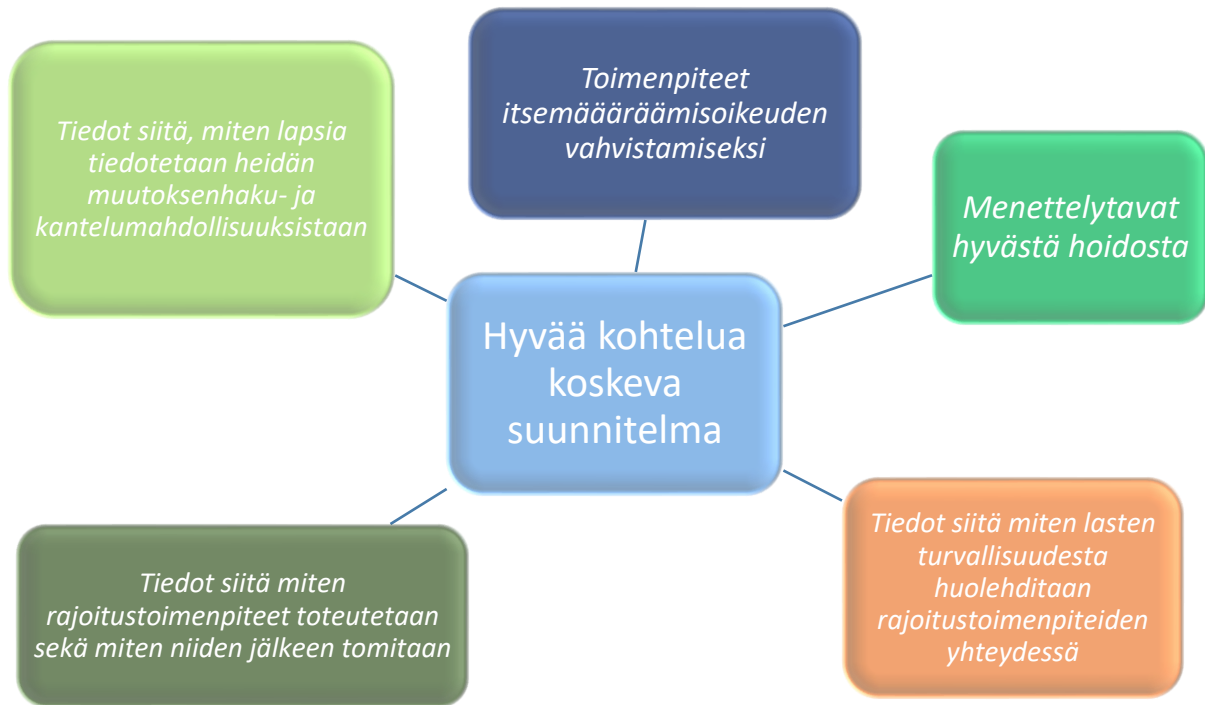 Tiedot siitä, miten lapsia
tiedotetaan heidän
muutoksenhaku- ja
kantelumahdollisuuksistaan
Toimenpiteet
itsemääräämisoikeuden
vahvistamiseksi
Menettelytavat
hyvästä hoidosta
Hyvää kohtelua
koskeva
suunnitelma
Tiedot siitä miten
rajoitustoimenpiteet toteutetaan
sekä miten niiden jälkeen tomitaan
Tiedot siitä miten lasten
turvallisuudesta
huolehditaan
rajoitustoimenpiteiden
yhteydessä